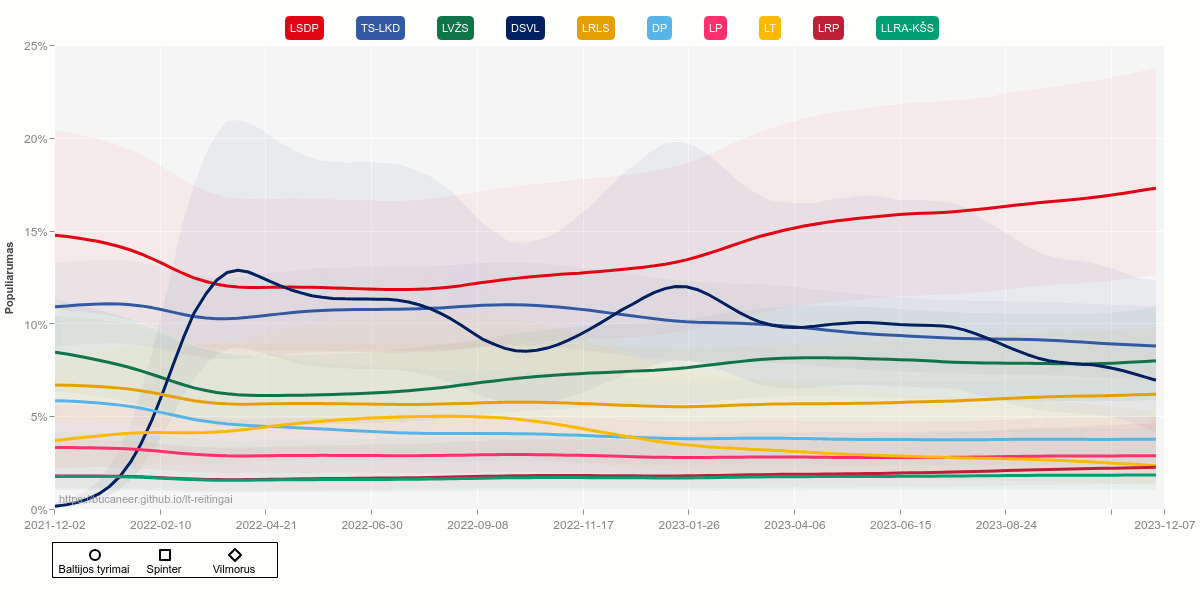 LSDP TS-LKD LVŽS DSVL LRLS DP LP LT LRP LLRA-KŠS
25%
20%
15%
10%
5%
0%
Populiarumas
https://bucaneer.github.io/lt-reitingai
2021-12-02 2022-02-10 2022-04-21 2022-06-30 2022-09-08 2022-11-17 2023-01-26 2023-04-06 2023-06-15 2023-08-24 2023-12-07
Baltijos tyrimai Spinter Vilmorus